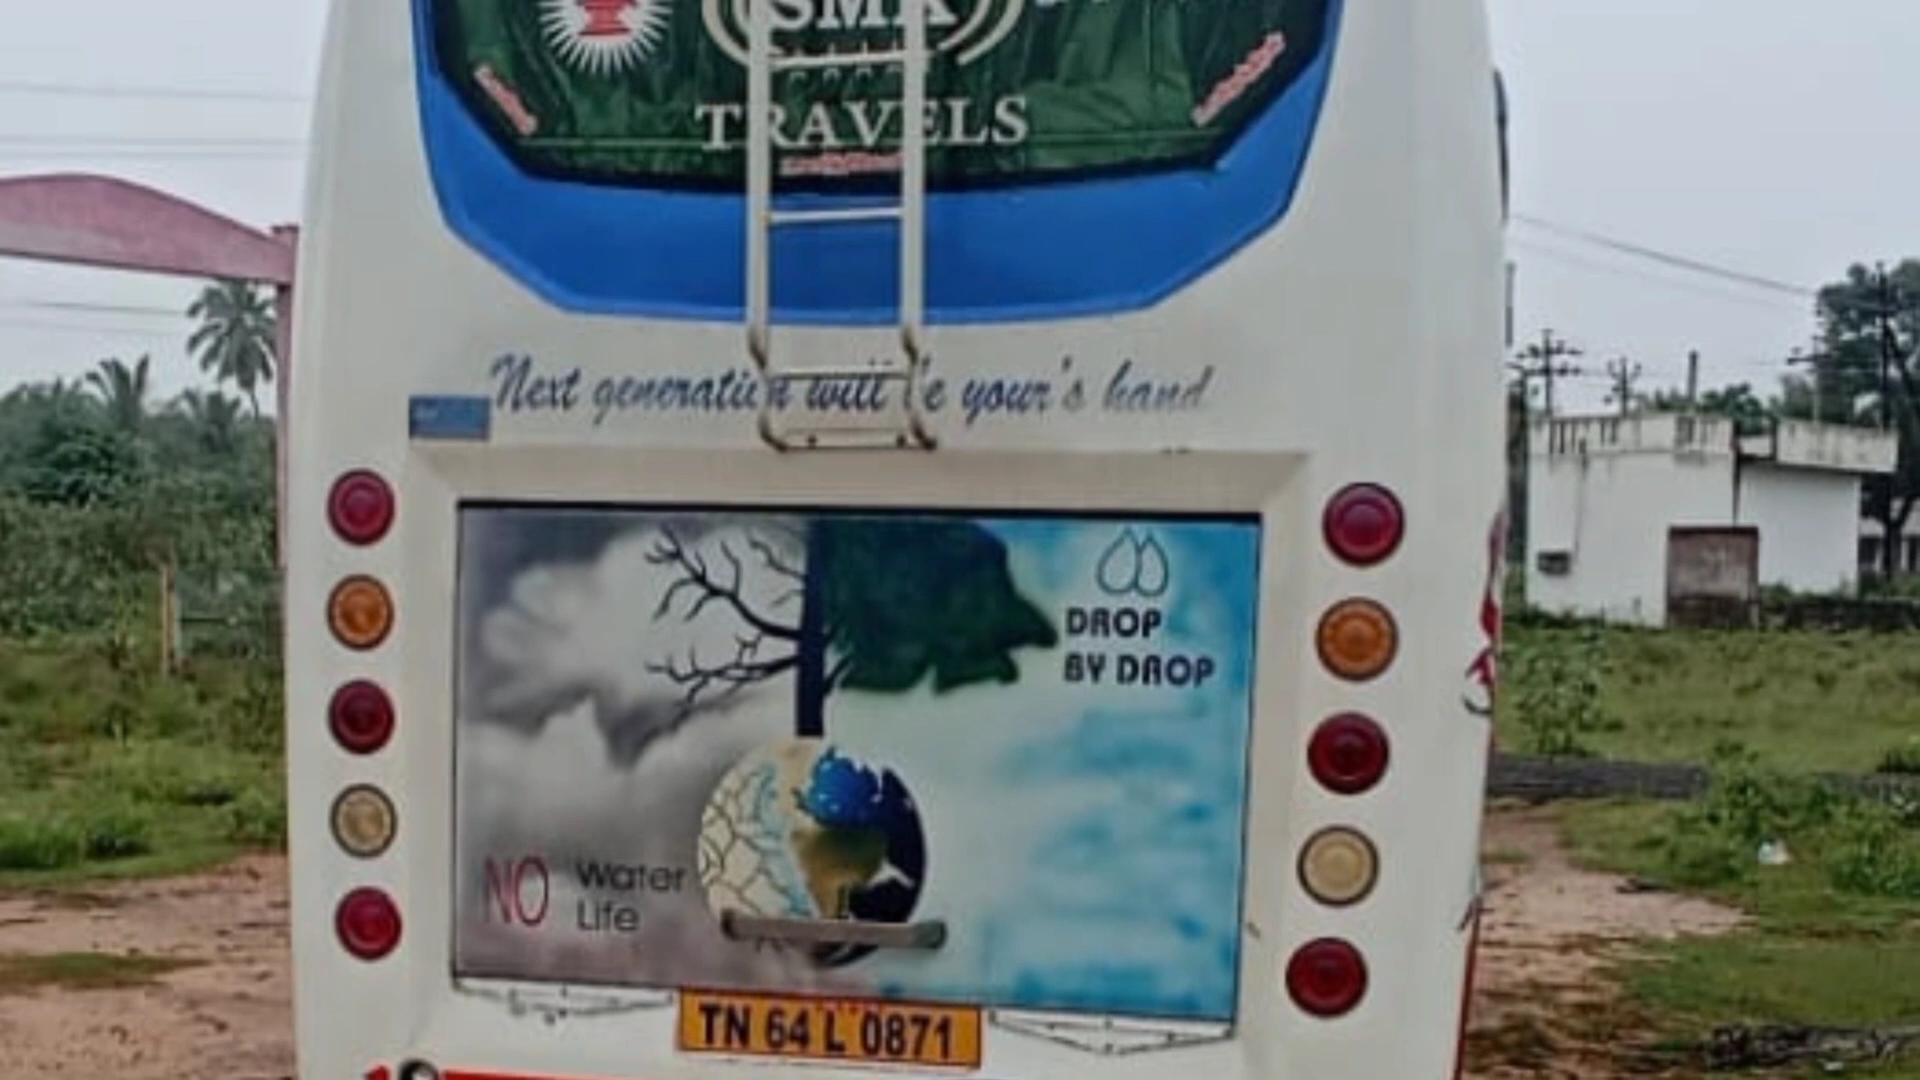 SMK
TRAVELS
Next generation will be your's hand
DROP
BY DROP
NO Water
Life
TN 64 L 0871